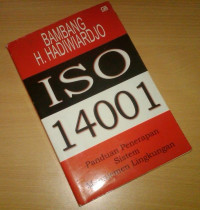 BAMBANG
H. HADIWIARDJO
ISO
14001
Panduan Penerapan
Sistem
Manajemen Lingkungan